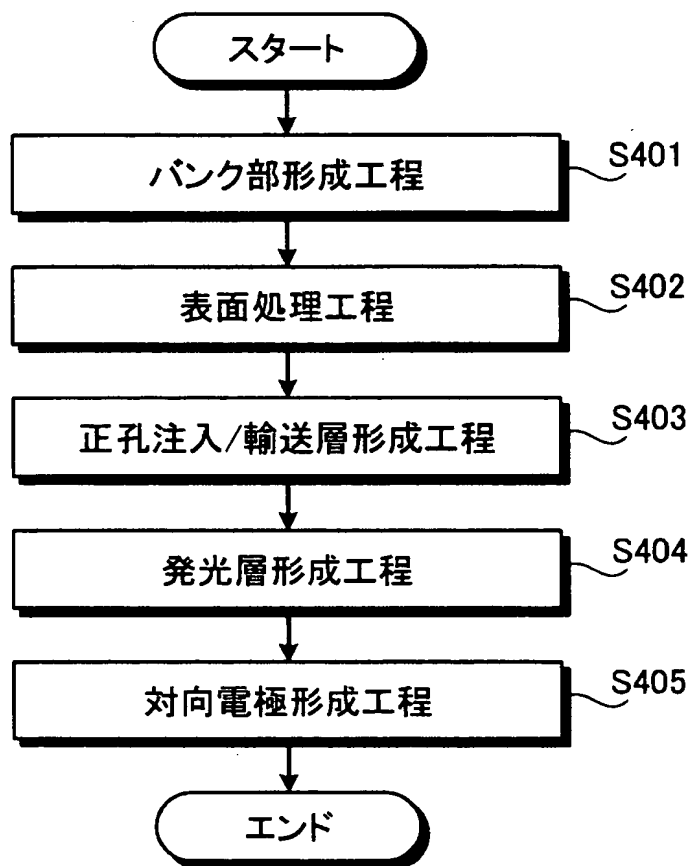 スタート
バンク部形成工程
S401
表面処理工程
S402
正孔注入/輸送層形成工程
S403
発光層形成工程
S404
対向電極形成工程
S405
エンド